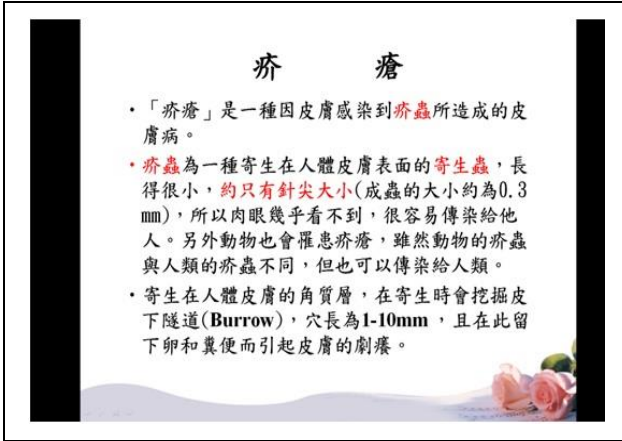 疥 瘡
・「疥瘡」是一種因皮膚感染到疥蟲所造成的皮
膚病。
・疥蟲為一種寄生在人體皮膚表面的寄生蟲，長
得很小，約只有針尖大小(成蟲的大小約為0.3
mm)，所以肉眼幾乎看不到，很容易傳染給他
人。另外動物也會罹患疥瘡，雖然動物的疥蟲
與人類的疥蟲不同，但也可以傳染給人類。
・寄生在人體皮膚的角質層，在寄生時會挖掘皮
下隧道(Burrow)，穴長為1-10mm ，且在此留
下卵和糞便而引起皮膚的劇癢。